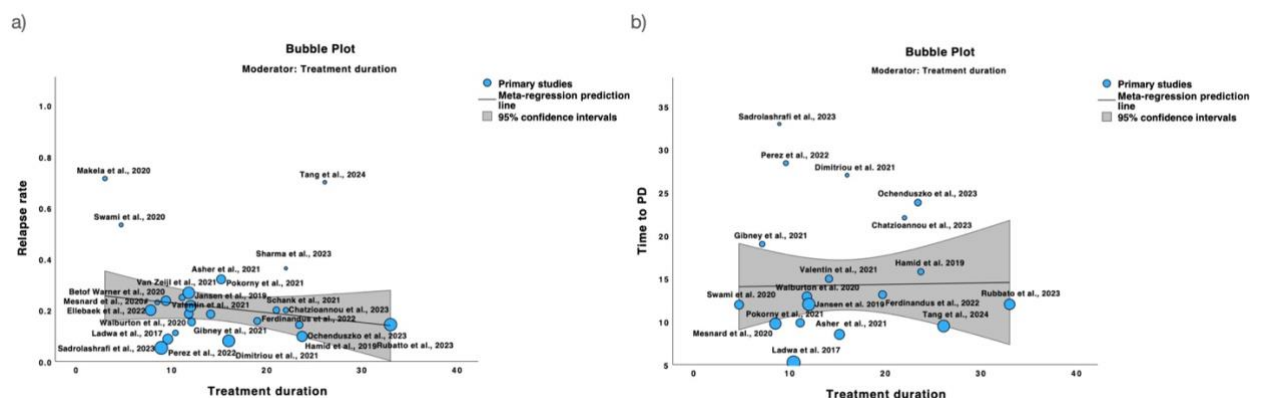 a)
Bubble Plot
Moderator: Treatment duration
Primary studies
Meta-regression prediction
line
95% confidence intervals
Relapse rate
1.0
0.8
0.6
0.4
0.2
0.0
Makela et al., 2020
Tang et al., 2024
Swami et al., 2020
Sharma et al., 2023
Asher et al., 2021
Van Zeijl et al., 2021
Pokorny et al., 2021
Betof Warner et al., 2020
Jansen et al., 2019
Schank et al., 2021
Mesnard et al., 2020
Valentin et al., 2021
Chatzioannou et al., 2023
Ellebaek et al., 2022
Ferdinandus et al., 2022
Walburton et al., 2020
Gibney et al., 2021
Ladwa et al., 2017
Ochenduszko et al., 2023
Hamid et al., 2019
Rubatto et al., 2023
Sadrolashrafi et al., 2023
Perez et al., 2022
Dimitriou et al., 2021
0
10
20
30
40
Treatment duration
b)
Bubble Plot
Moderator: Treatment duration
Primary studies
Meta-regression prediction
line
95% confidence intervals
Time to PD
35
30
25
20
15
10
5
Sadrolashrafi et al., 2023
Perez et al., 2022
Dimitriou et al. 2021
Ochenduszko et al., 2023
Chatzioannou et al., 2023
Gibney et al., 2021
Hamid et al. 2019
Valentin et al., 2021
Walburton et al. 2020
Swami et al. 2020
Rubbato et al., 2023
Jansen et al. 2019
Ferdinandus et al., 2022
Pokorny et al. 2021
Tang et al., 2024
Mesnard et al., 2020
Asher et al., 2021
Ladwa et al. 2017
0
10
20
30
40
Treatment duration